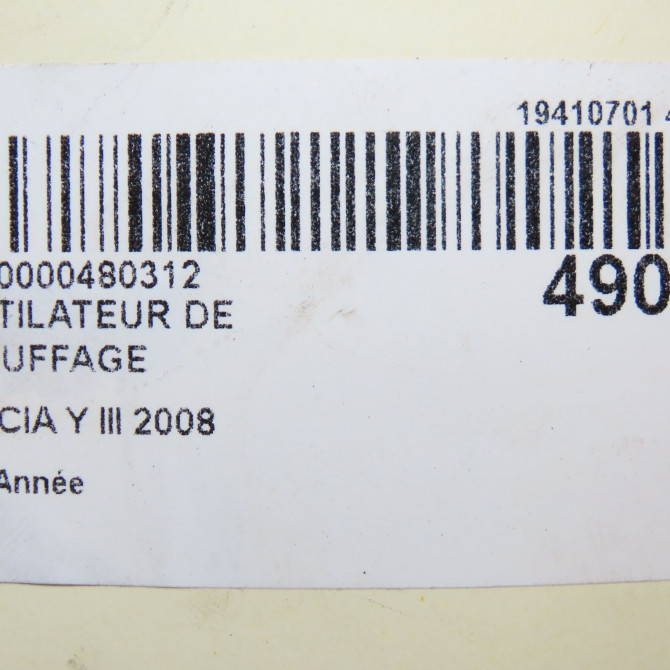 19410701 4
0000480312
490
TILATEUR DE
UFFAGE
CIA Y III 2008
Année